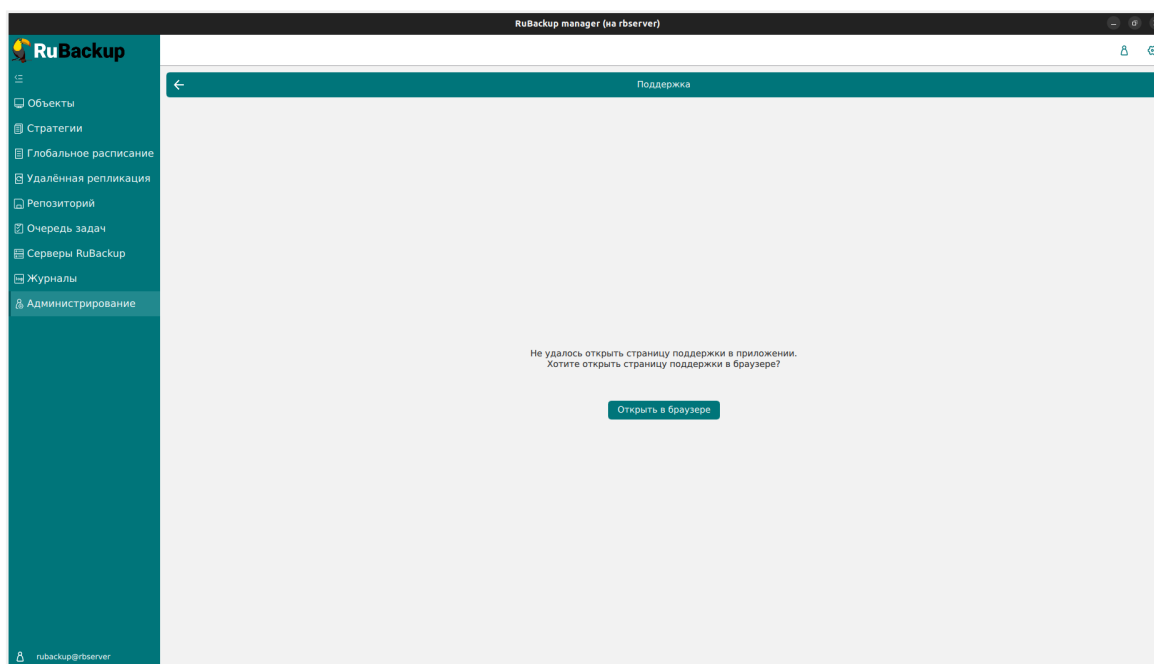 RuBackup manager (на rbserver)
RuBackup
Поддержка
Объекты
Стратегии
Глобальное расписание
Удалённая репликация
Репозиторий
Очередь задач
Серверы RuBackup
Журналы
Администрирование
Не удалось открыть страницу поддержки в приложении.
Хотите открыть страницу поддержки в браузере?
Открыть в браузере
rubackup@rbserver